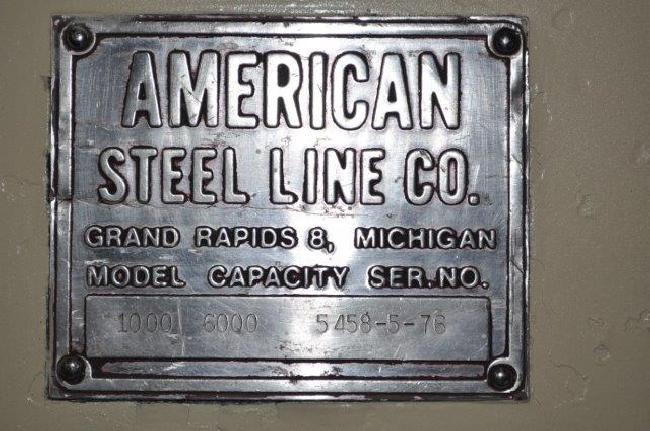 AMERICAN
STEEL LINE CO.
GRAND RAPIDS 8, MICHIGAN
MODEL CAPACITY SER. NO.
1000 6000 5458-5-76